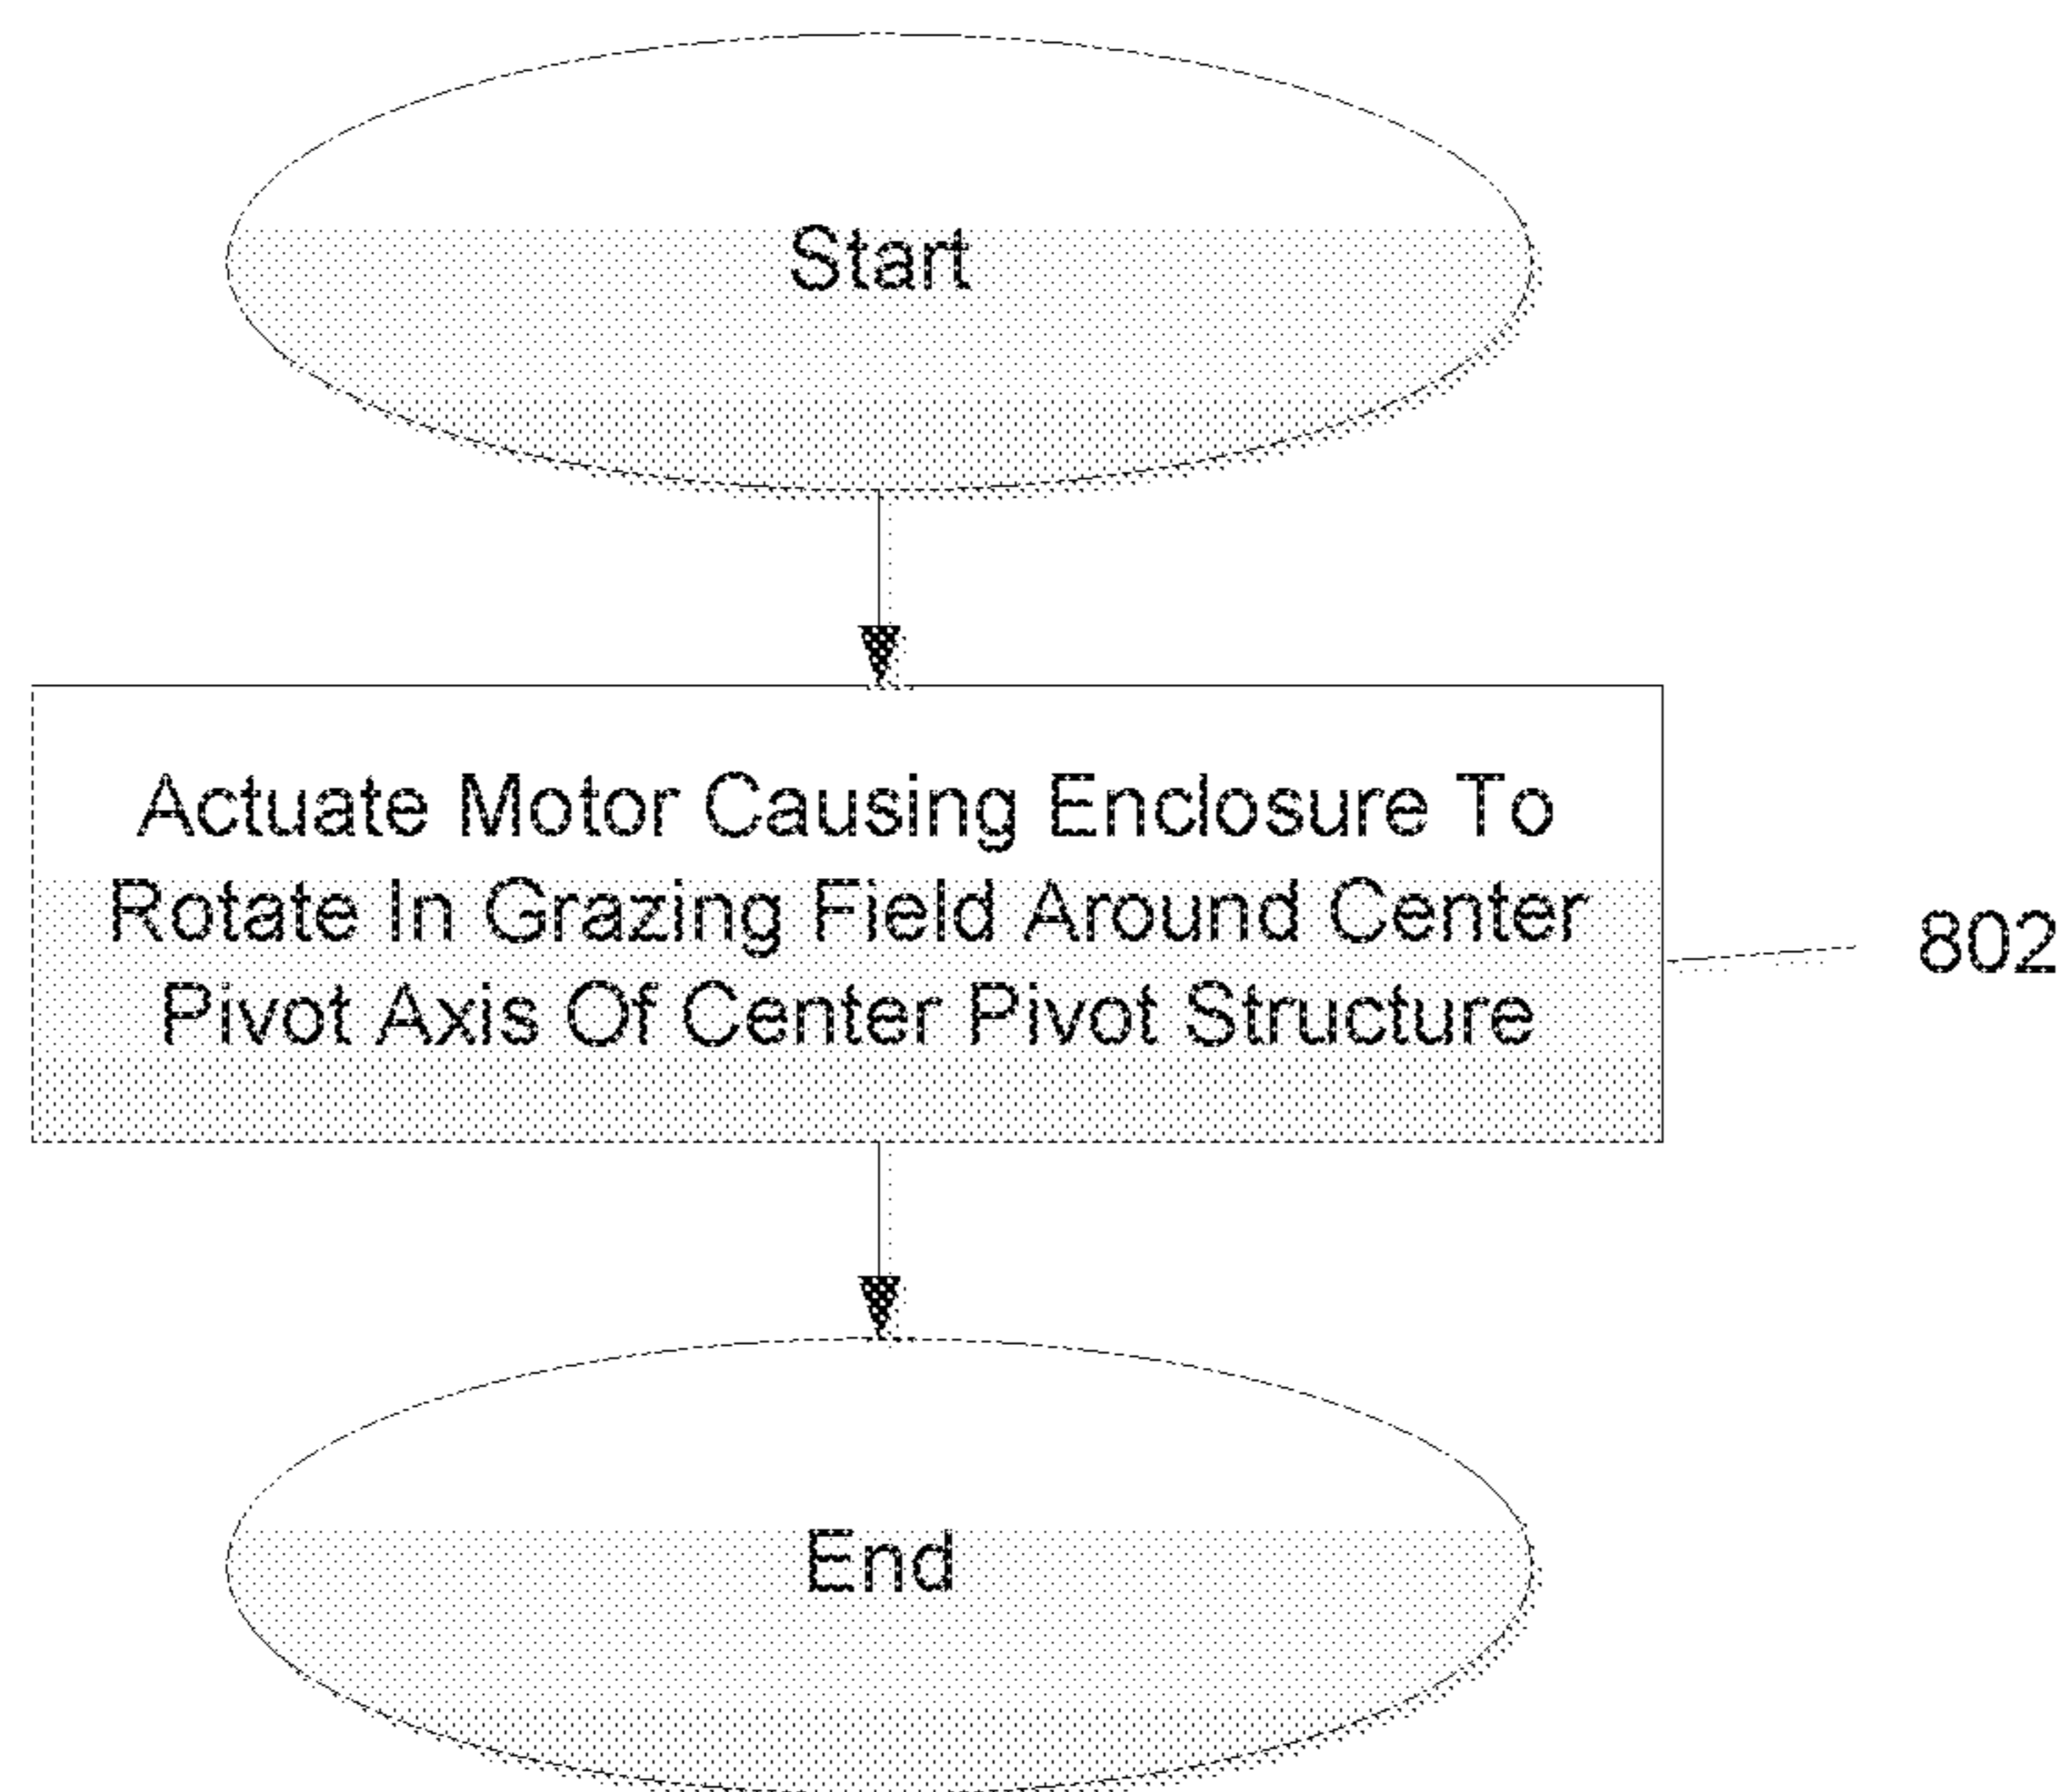 Start
Actuate Motor Causing Enclosure To
Rotate In Grazing Field Around Center
Pivot Axis Of Center Pivot Structure
802
End